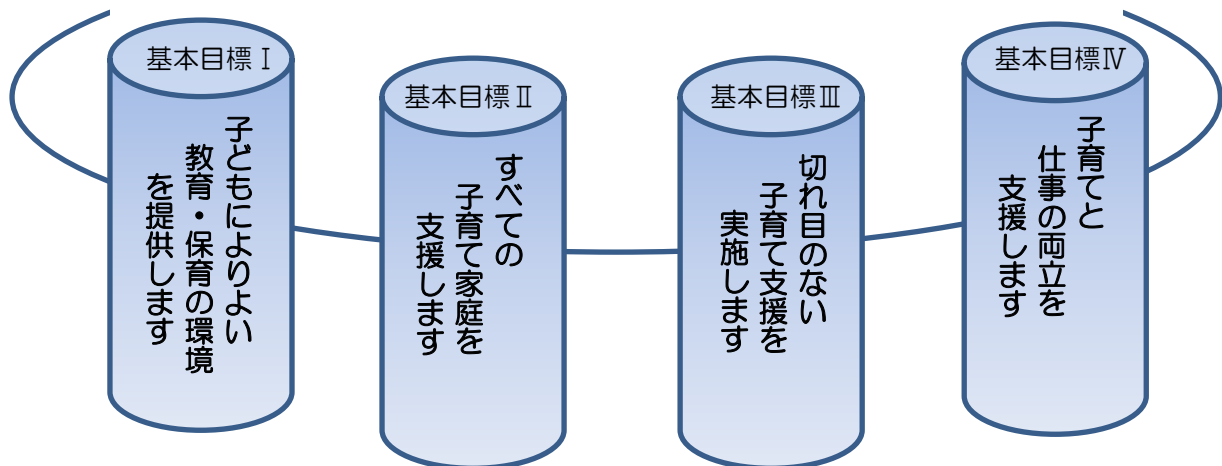 基本目標Ⅰ
子どもによりよい
教育・保育の環境
を提供します
基本目標Ⅱ
すべての
子育て家庭を
支援します
基本目標Ⅲ
切れ目のない
子育て支援を
実施します
基本目標Ⅳ
子育てと
仕事の両立を
支援します